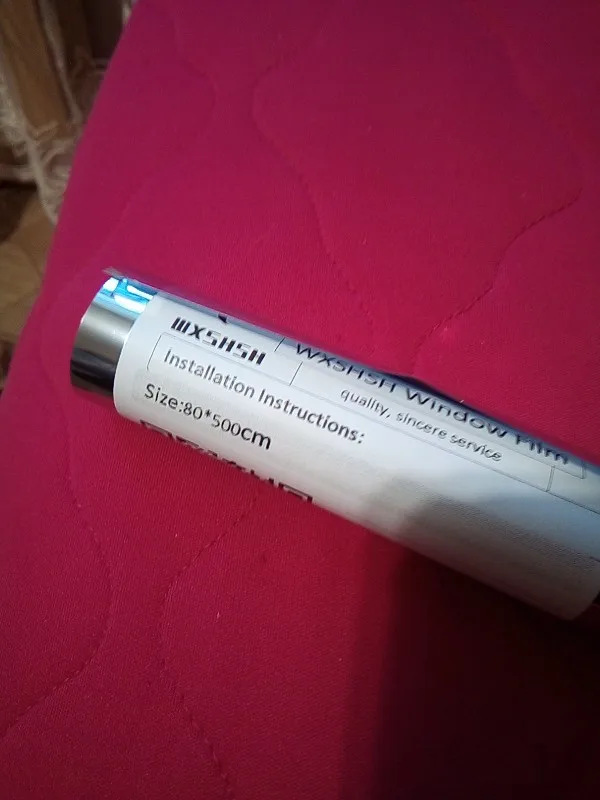 WXSHSH
WXSHSH Window Film
quality, sincere service
Installation Instructions:
Size:80*500cm